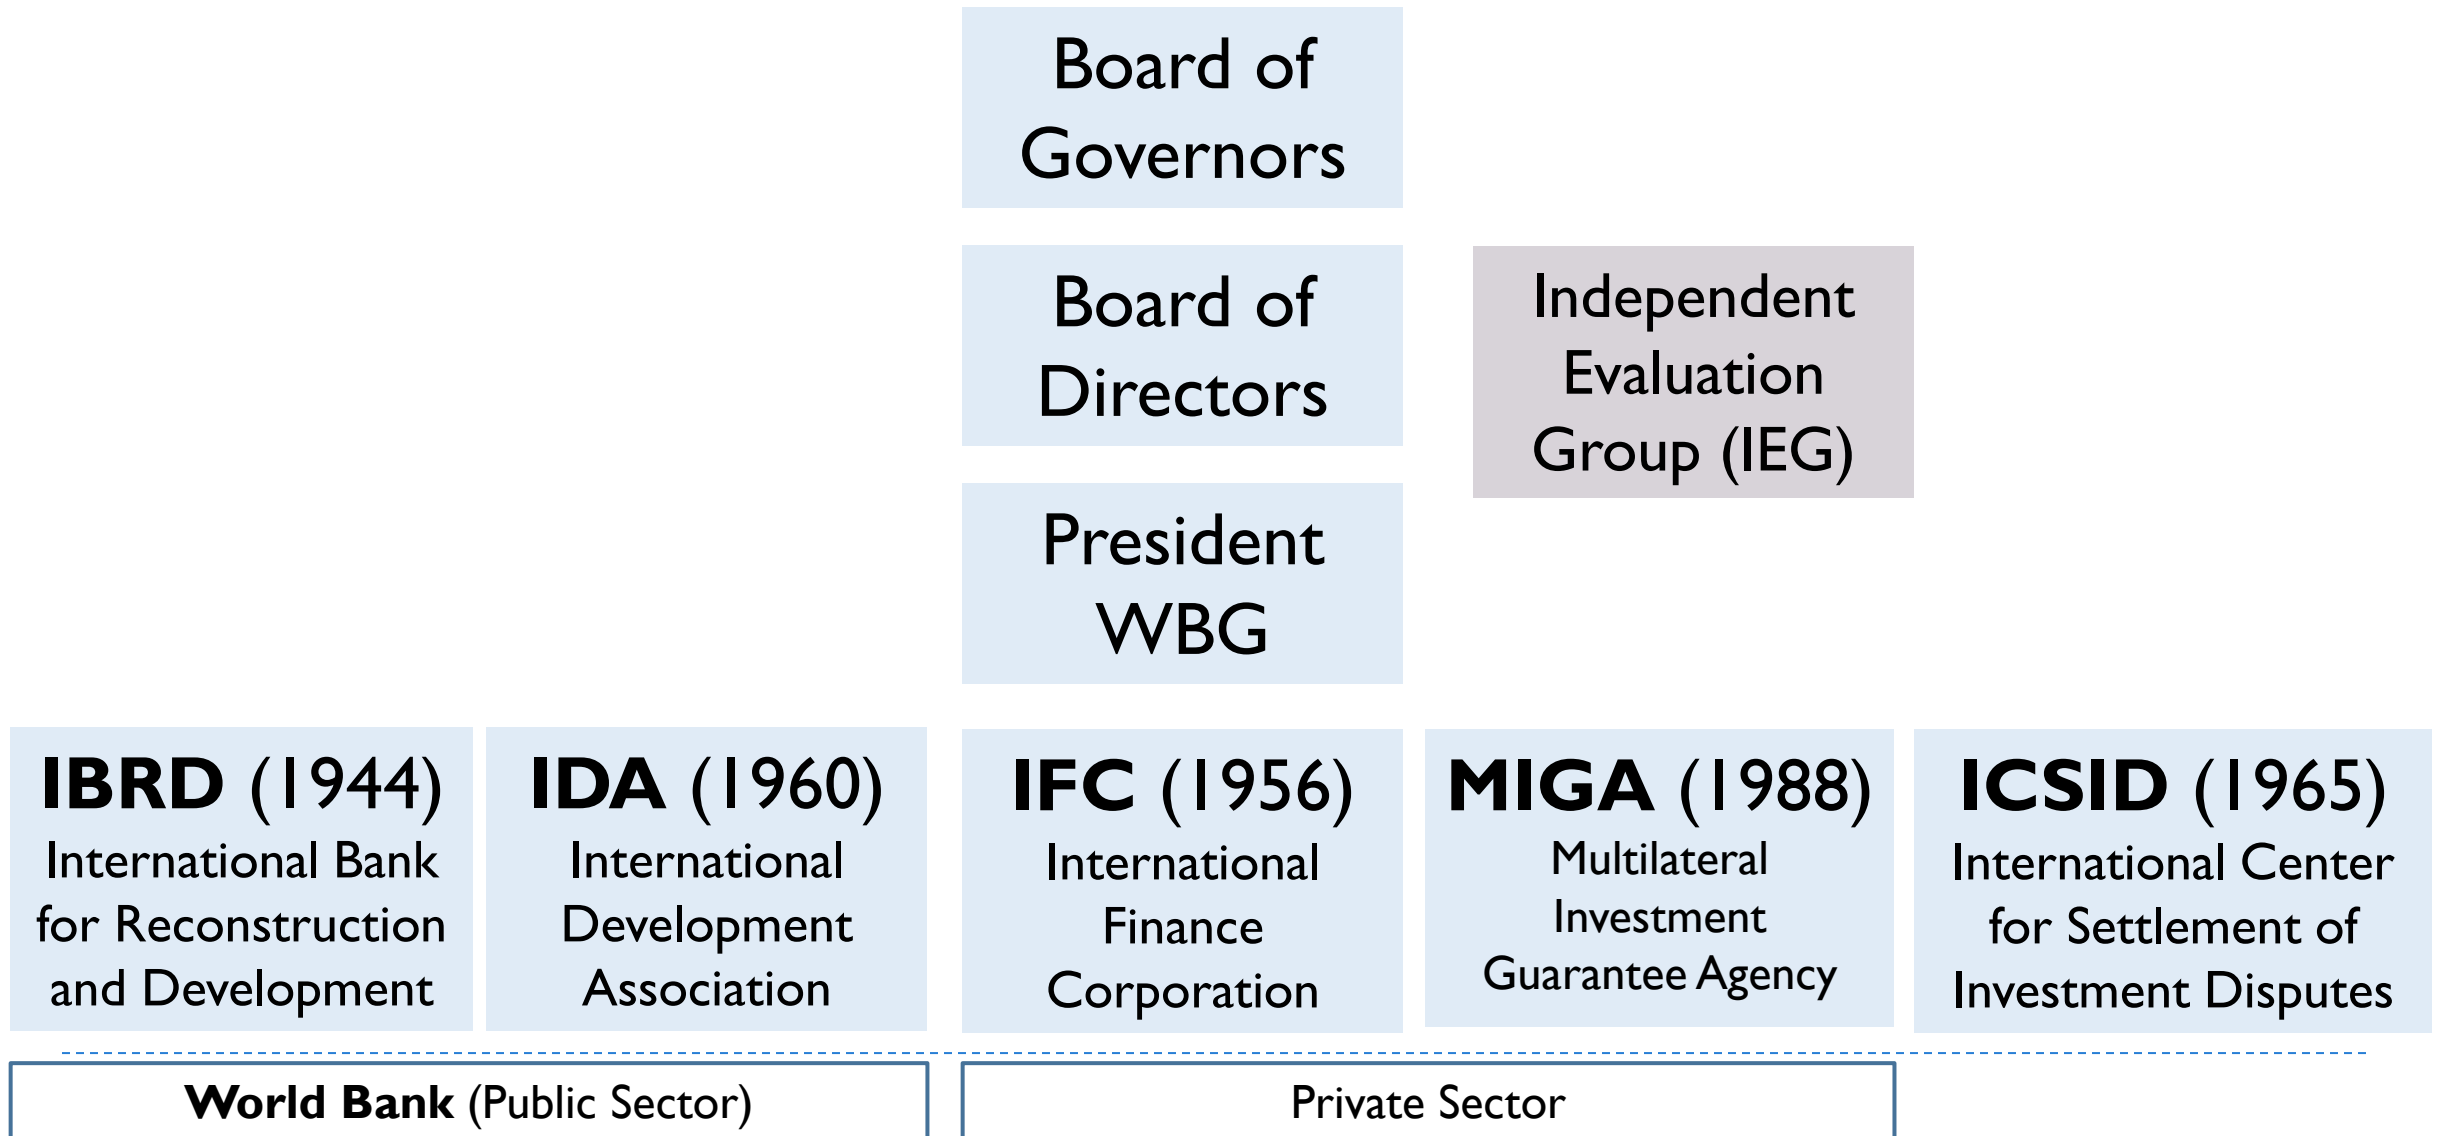 Board of
Governors
Board of
Directors
Independent
Evaluation
Group (IEG)
President
WBG
IBRD (1944)
International Bank
for Reconstruction
and Development
IDA (1960)
International
Development
Association
IFC (1956)
International
Finance
Corporation
MIGA (1988)
Multilateral
Investment
Guarantee Agency
ICSID (1965)
International Center
for Settlement of
Investment Disputes
World Bank (Public Sector)
Private Sector